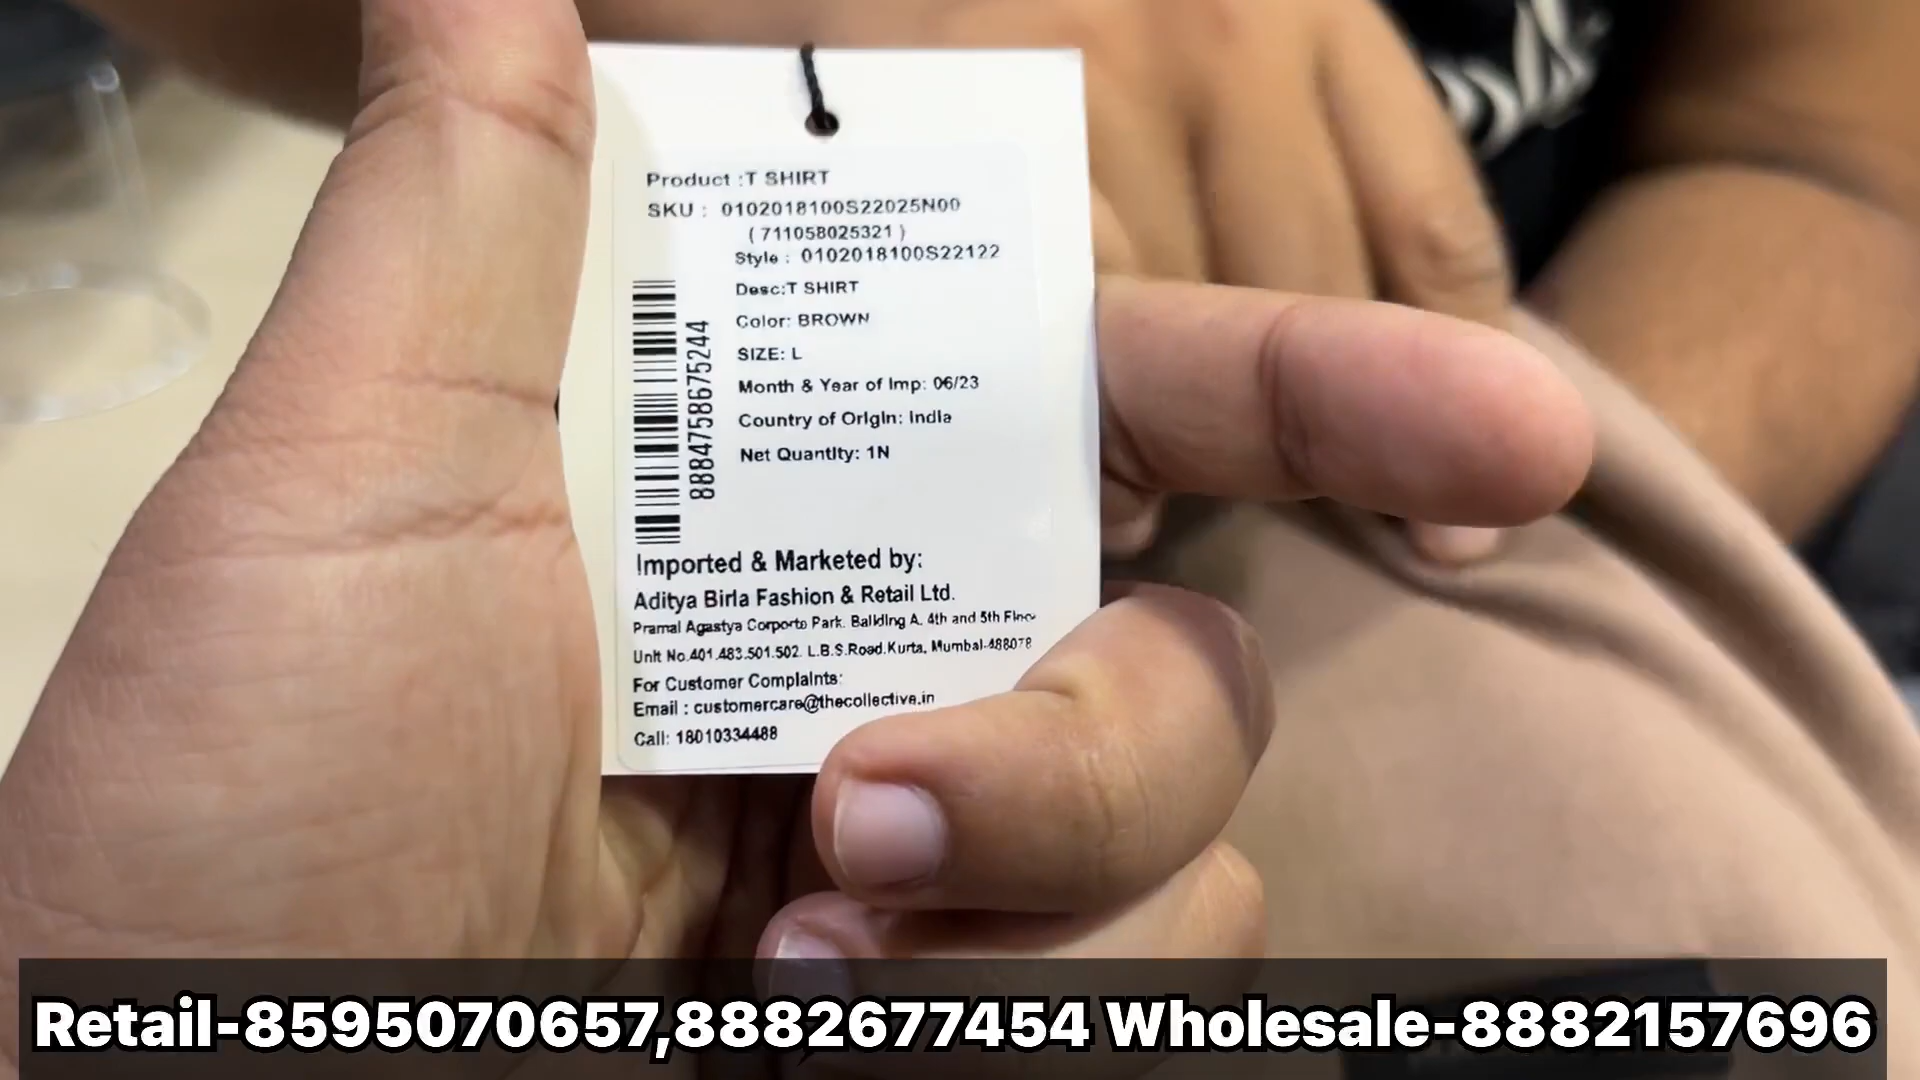 Product :T SHIRT
SKU : 0102018100S22025N00
( 711058025321 )
Style : 0102018100S22122
Desc:T SHIRT
Color: BROWN
SIZE: L
Month & Year of Imp: 06/23
Country of Origin: India
Net Quantity: 1N
8884758675244
Imported & Marketed by:
Aditya Birla Fashion & Retail Ltd.
Pramal Agastya Corporte Park. Baliding A. 4th and 5th
Unit No.401.483.501.502. L.B.S.Road.Kurta, Mumbai-488078
For Customer Complaints:
Email : customercare@thecollective.in
Call: 18010334488
Retail-8595070657,8882677454 Wholesale-8882157696